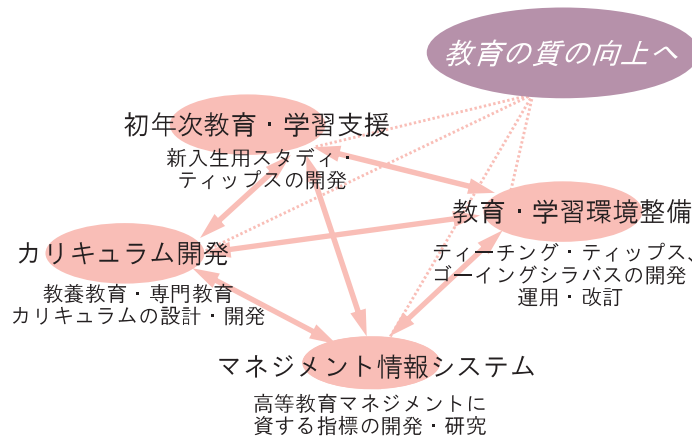 教育の質の向上へ
初年次教育・学習支援
新入生用スタディ・
ティップスの開発
教育・学習環境整備
ティーチング・ティップス、
ゴーイングシラバスの開発
運用・改訂
カリキュラム開発
教養教育・専門教育
カリキュラムの設計・開発
マネジメント情報システム
高等教育マネジメントに
資する指標の開発・研究